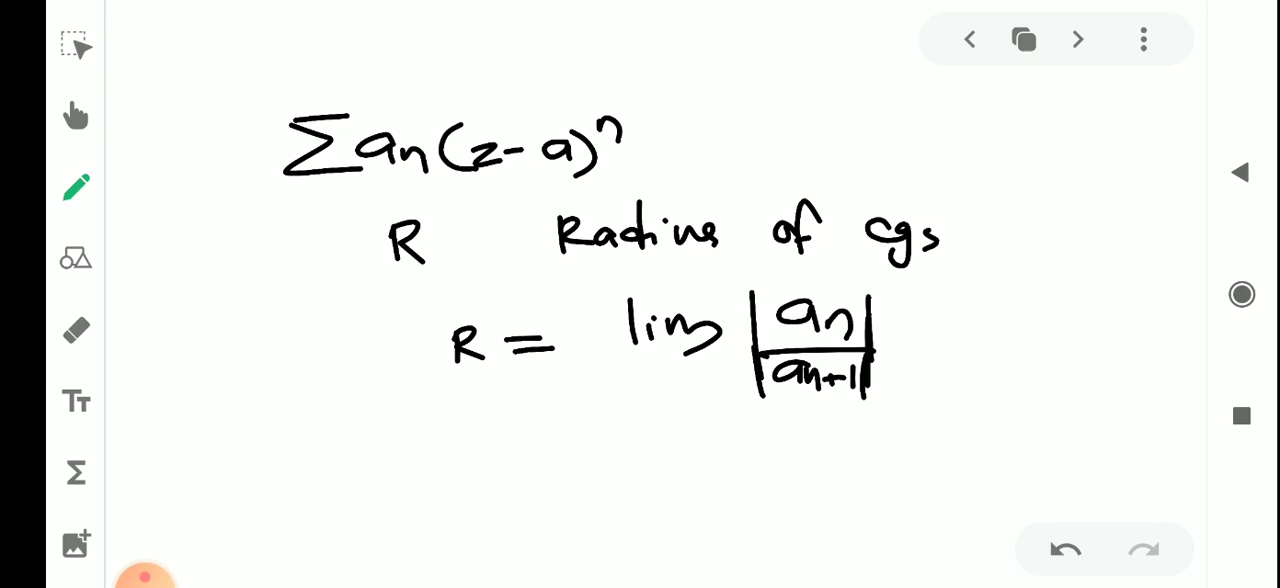 Σ an (z - a)^n
R Radius of cgs
R = lim |an / an+1|